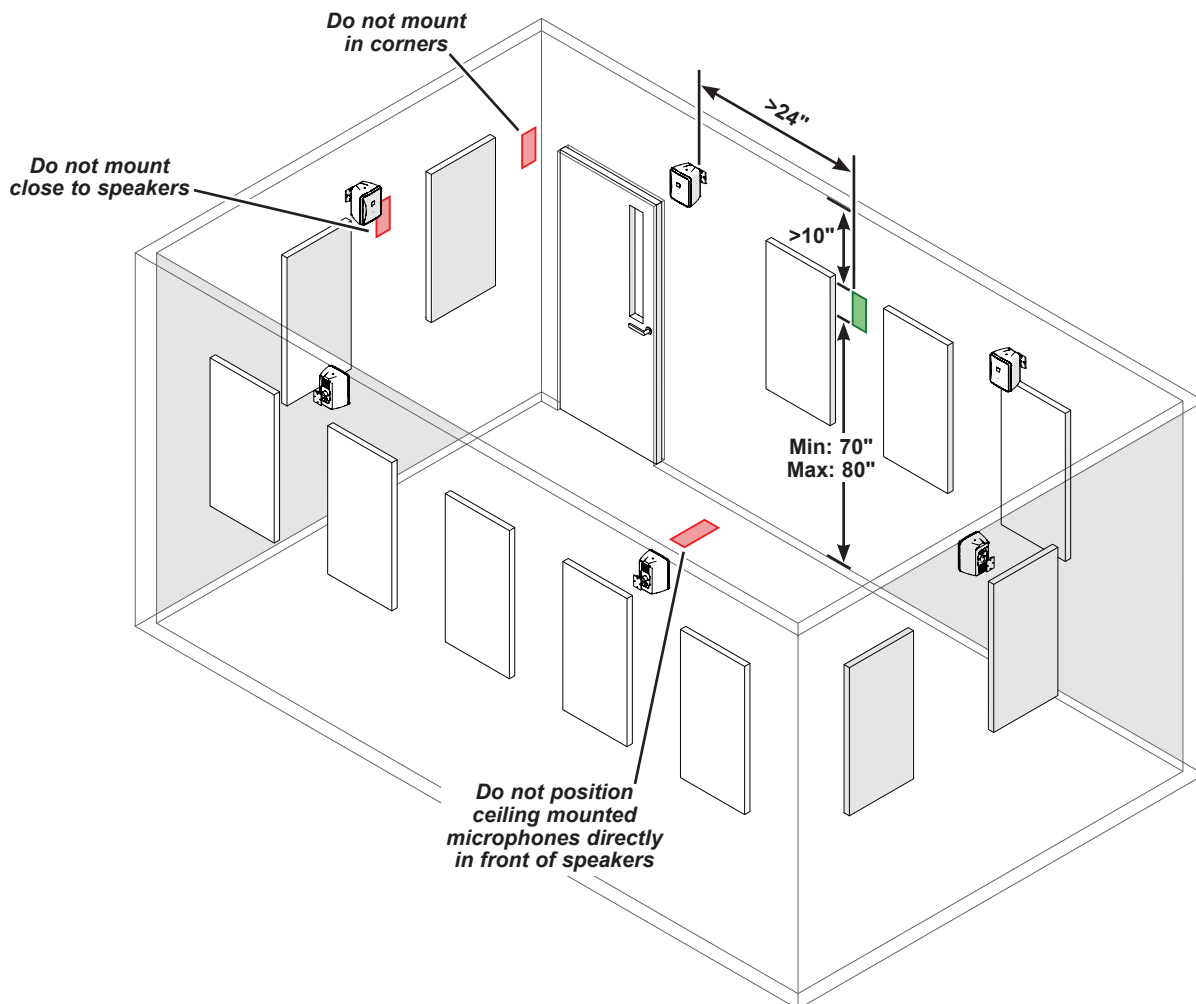 Do not mount
in corners
>24"
Do not mount
close to speakers
>10"
Min: 70"
Max: 80"
Do not position
ceiling mounted
microphones directly
in front of speakers